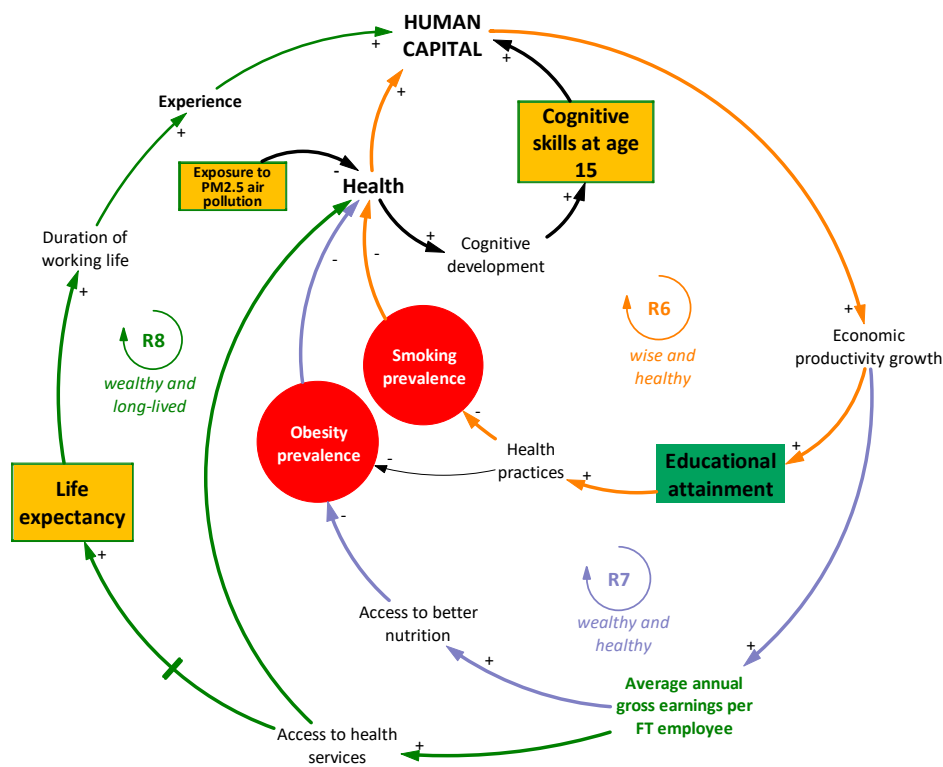 HUMAN
CAPITAL
+
+
+
Experience
+
Cognitive
skills at age
15
+
Exposure to
PM2.5 air
pollution
-
Health
+
Cognitive
development
Duration of
working life
+
-
-
R8
wealthy and
long-lived
R6
wise and
healthy
+
Economic
productivity growth
Smoking
prevalence
-
Obesity
prevalence
-
Health
practices
+
Educational
attainment
+
Life
expectancy
+
-
R7
wealthy and
healthy
Access to better
nutrition
+
+
Average annual
gross earnings per
FT employee
Access to health
services
+